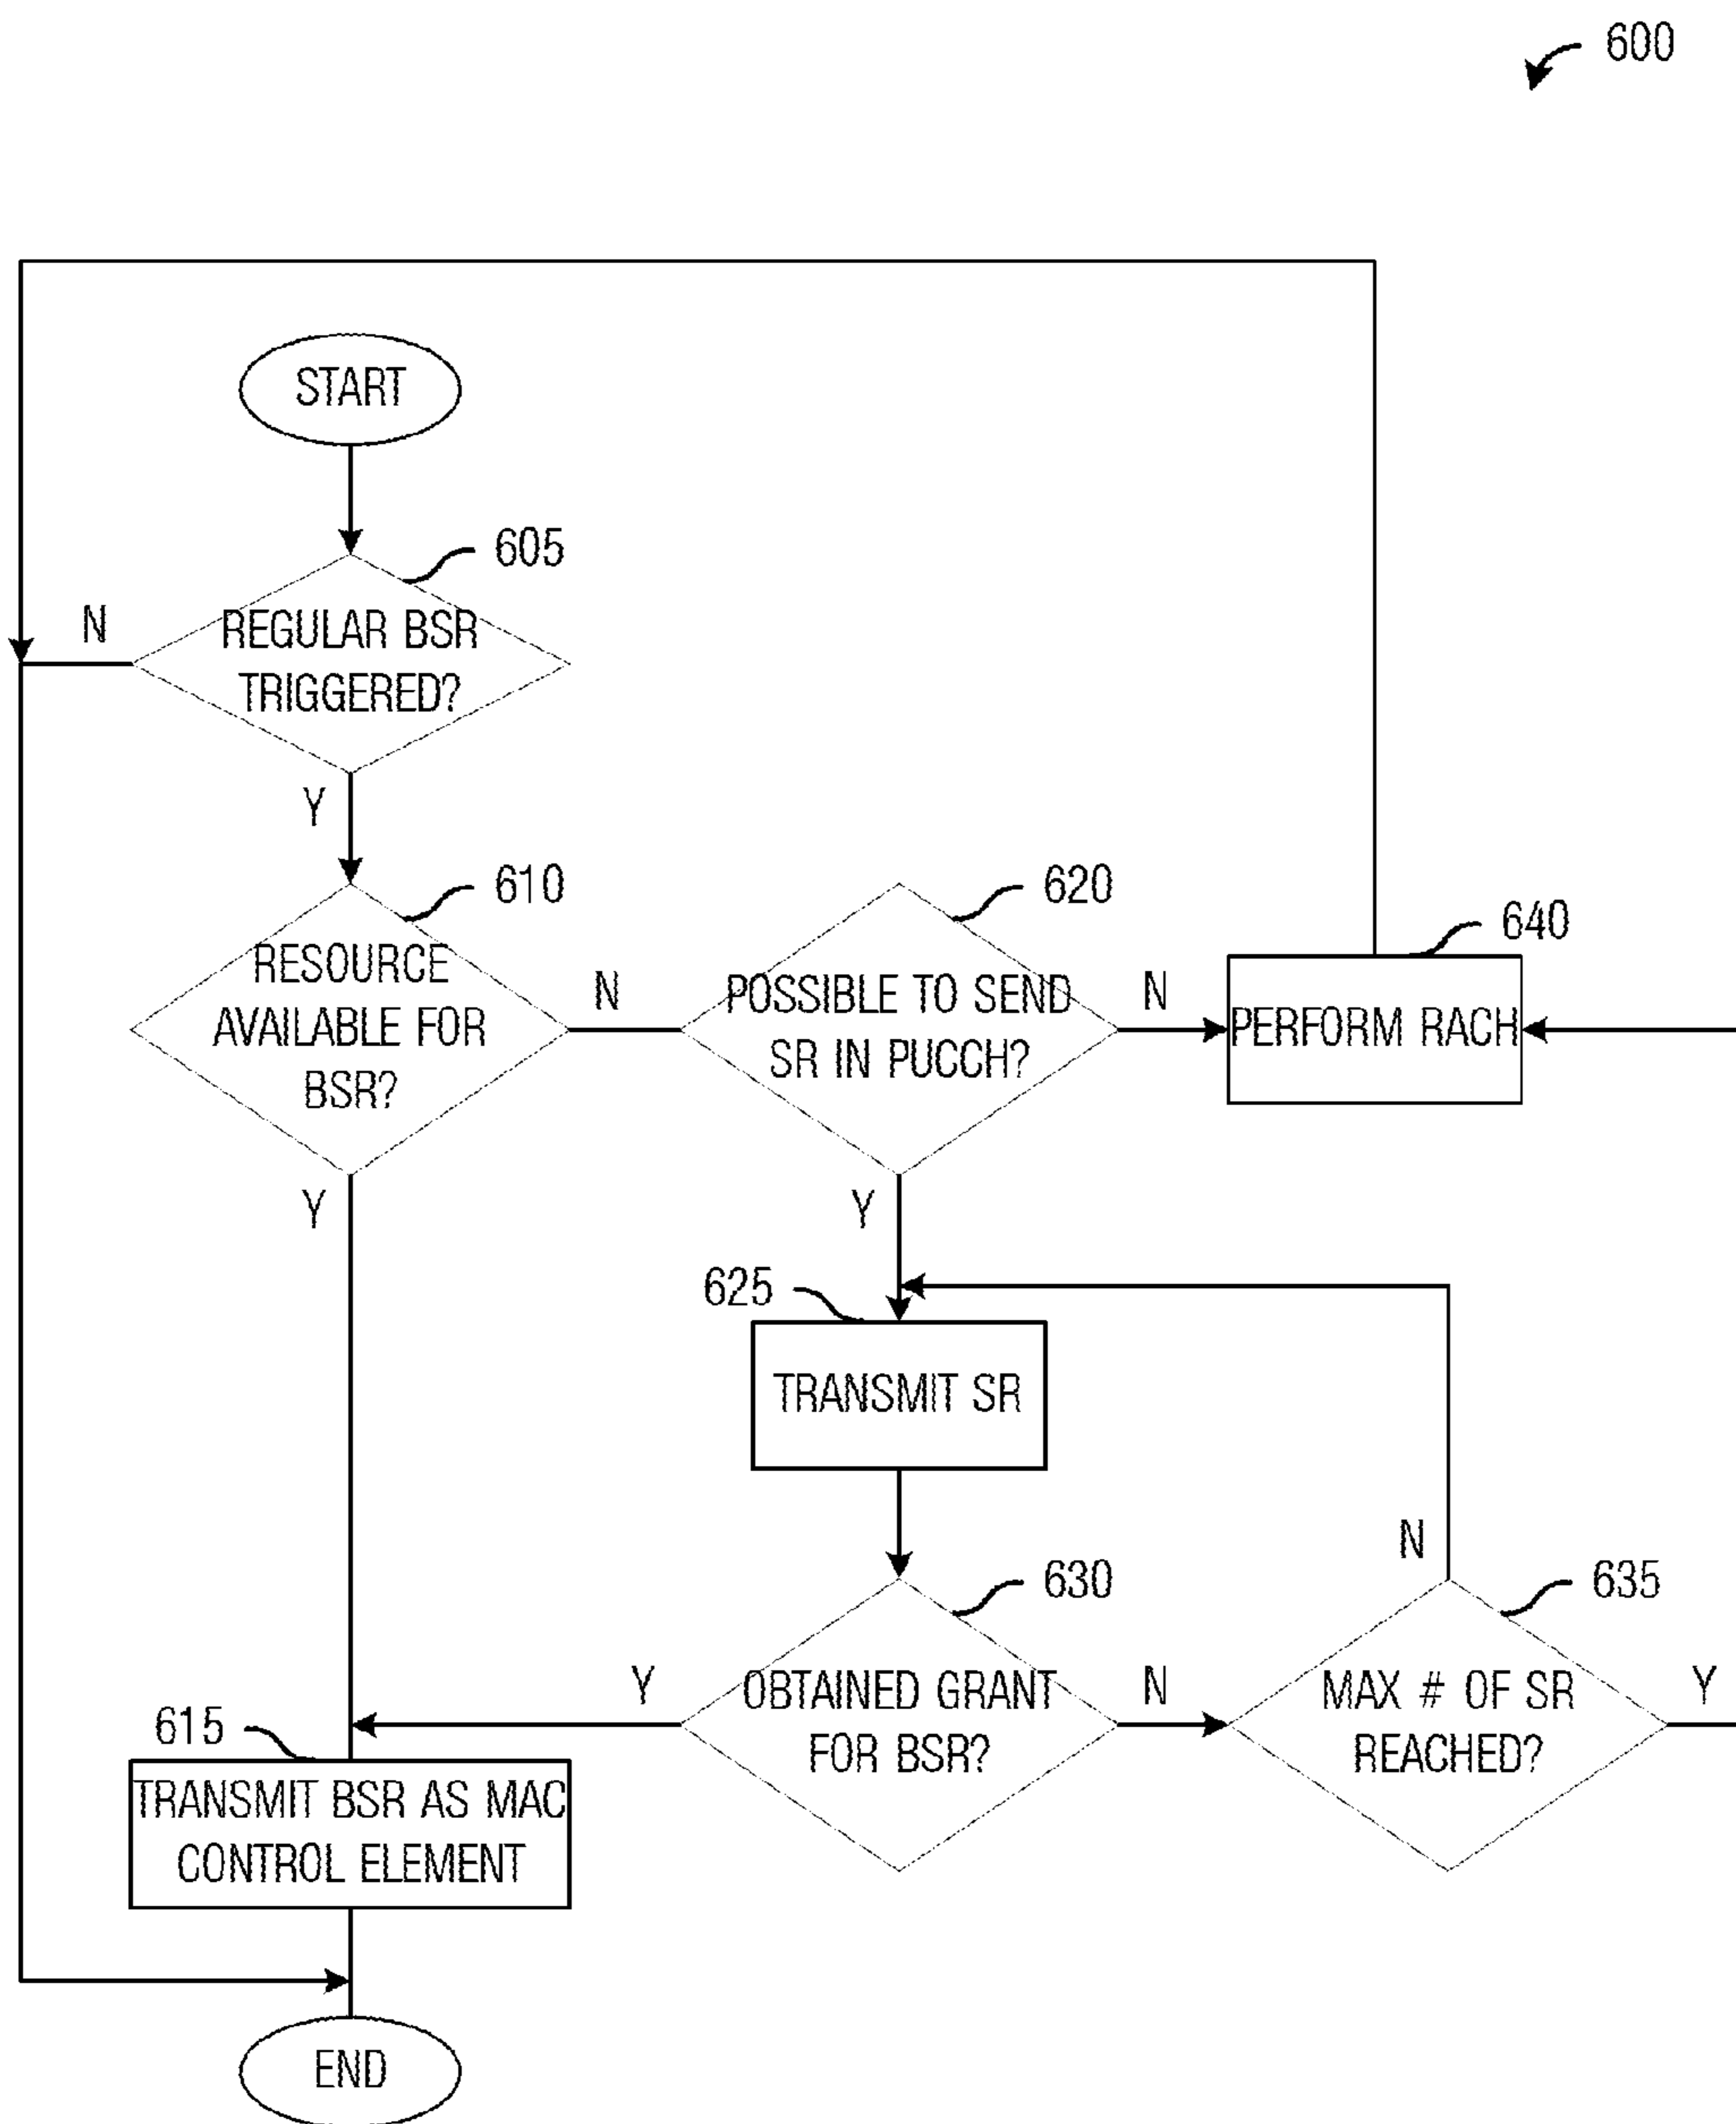 600
START
605
N
REGULAR BSR
TRIGGERED?
Y
610
RESOURCE
AVAILABLE FOR
BSR?
N
620
POSSIBLE TO SEND
SR IN PUCCH?
N
640
PERFORM RACH
Y
Y
625
TRANSMIT SR
N
630
635
Y
OBTAINED GRANT
FOR BSR?
N
MAX # OF SR
REACHED?
Y
615
TRANSMIT BSR AS MAC
CONTROL ELEMENT
END